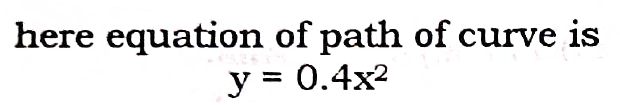 here equation of path of curve is
y = 0.4x²